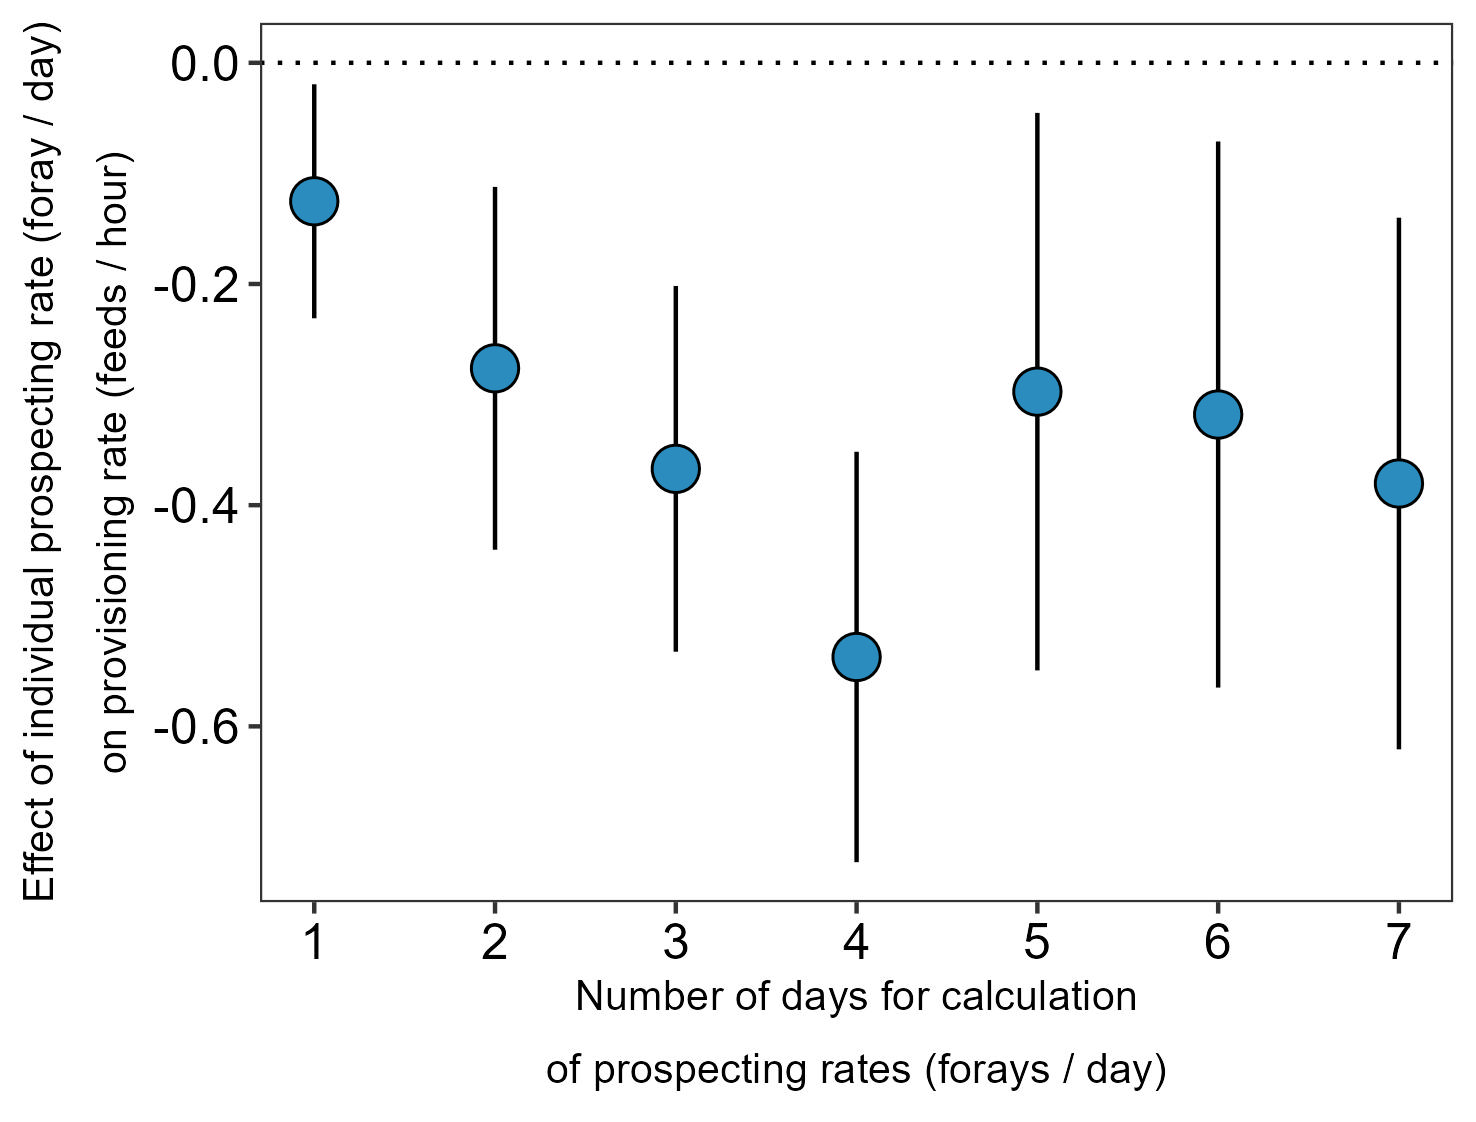 Effect of individual prospecting rate (foray / day)
on provisioning rate (feeds / hour)
0.0
-0.2
-0.4
-0.6
1 2 3 4 5 6 7
Number of days for calculation
of prospecting rates (forays / day)